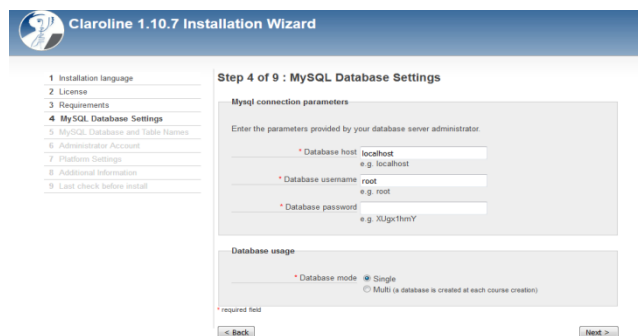 Claroline 1.10.7 Installation Wizard
1 Installation language
2 License
3 Requirements
4 MySQL Database Settings
5 MySQL Database and Table Names
6 Administrator Account
7 Platform Settings
8 Additional Information
9 Last check before install
Step 4 of 9 : MySQL Database Settings
Mysql connection parameters
Enter the parameters provided by your database server administrator.
* Database host localhost
e.g. localhost
* Database username root
e.g. root
* Database password
e.g. XUgx1hmY
Database usage
* Database mode Single
Multi (a database is created at each course creation)
* required field
< Back Next >